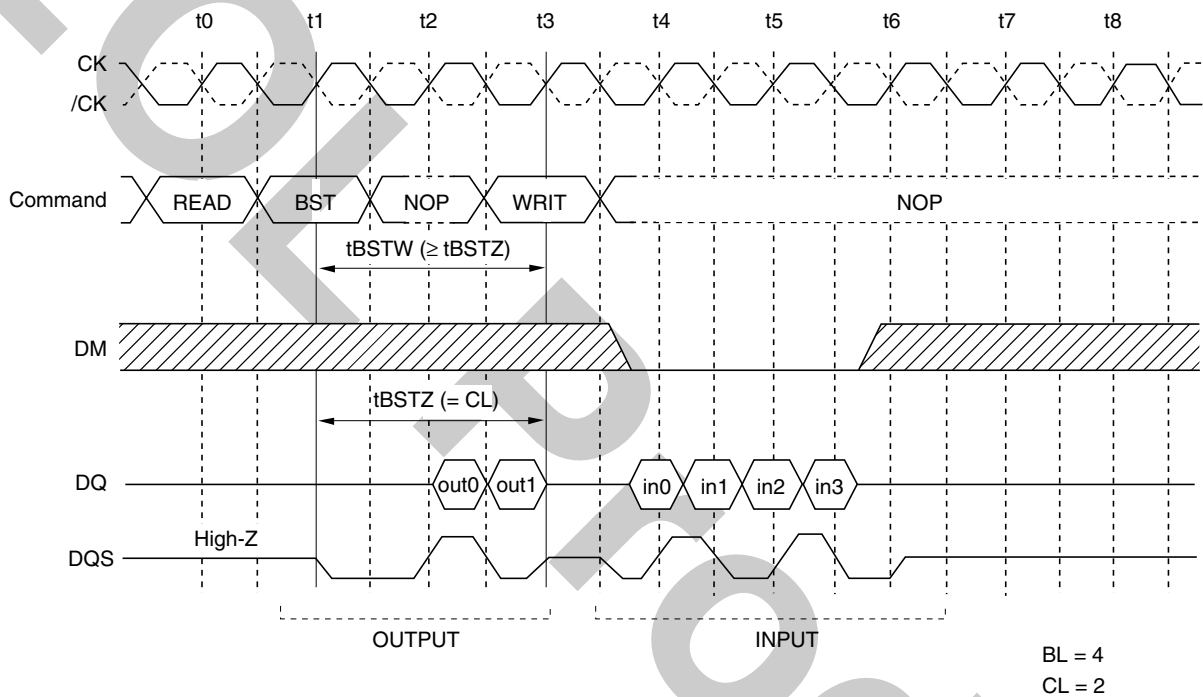 t0 t1 t2 t3 t4 t5 t6 t7 t8
CK
/CK
Command READ BST NOP WRIT NOP
tBSTW (≥ tBSTZ)
DM
tBSTZ (= CL)
DQ out0 out1 in0 in1 in2 in3
High-Z
DQS
OUTPUT INPUT
BL = 4
CL = 2